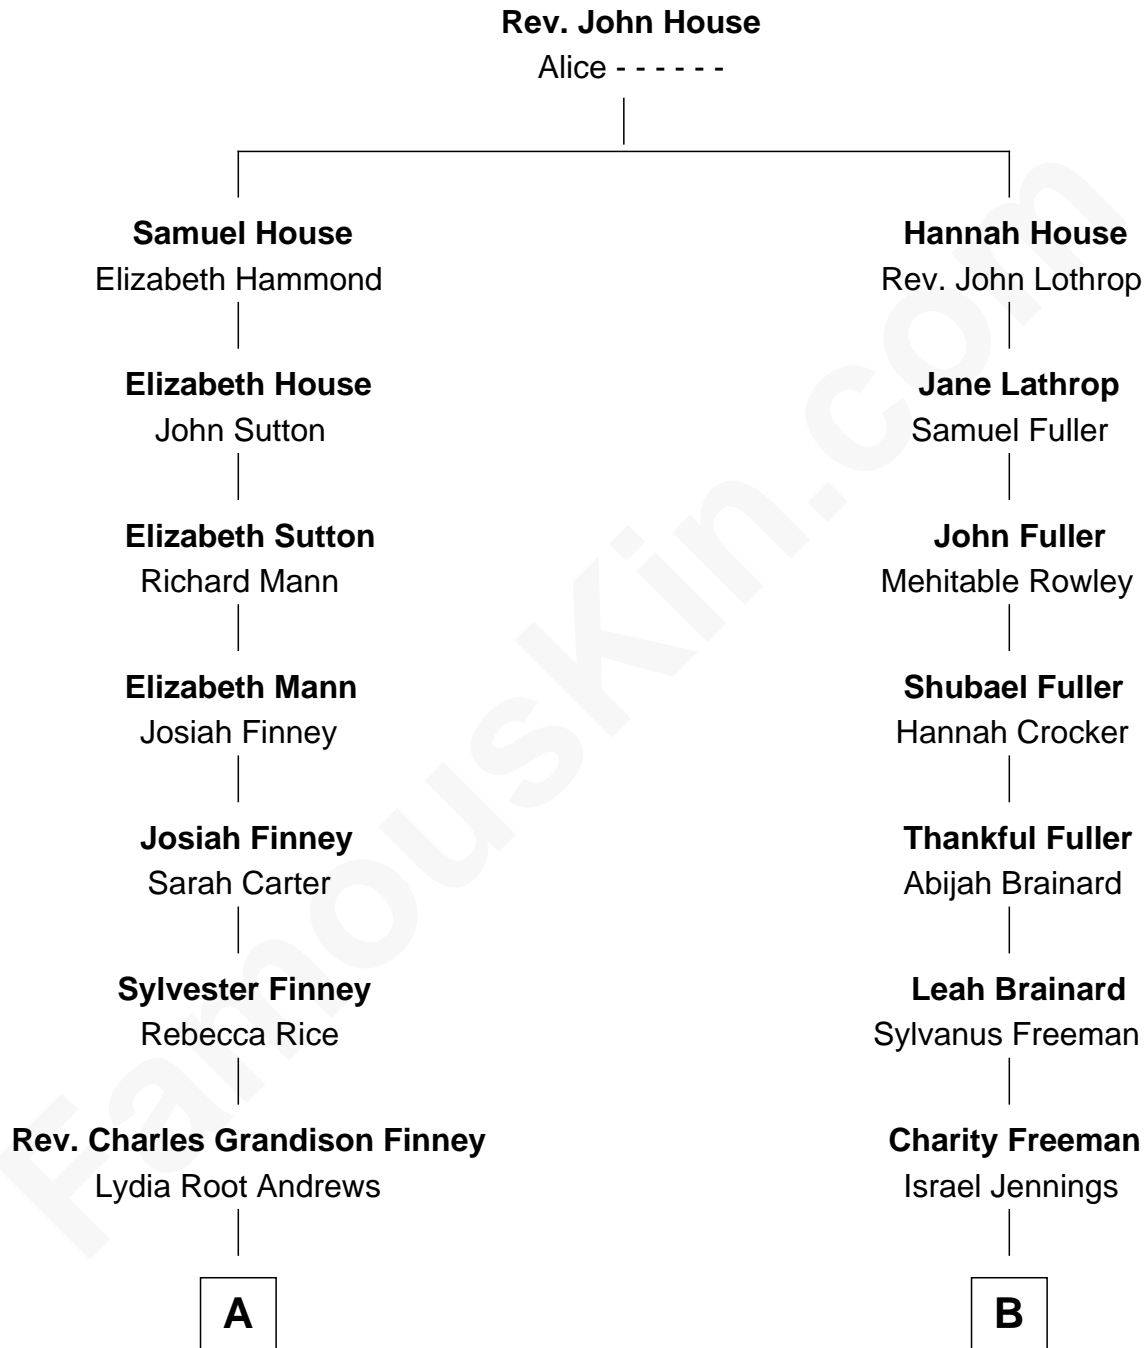 Rev. John House
Alice - - - - - -
Samuel House
Elizabeth Hammond
Hannah House
Rev. John Lothrop
Elizabeth House
John Sutton
Jane Lathrop
Samuel Fuller
Elizabeth Sutton
Richard Mann
John Fuller
Mehitable Rowley
Elizabeth Mann
Josiah Finney
Shubael Fuller
Hannah Crocker
Josiah Finney
Sarah Carter
Thankful Fuller
Abijah Brainard
Sylvester Finney
Rebecca Rice
Leah Brainard
Sylvanus Freeman
Rev. Charles Grandison Finney
Lydia Root Andrews
Charity Freeman
Israel Jennings
A
B
FamousKin.com